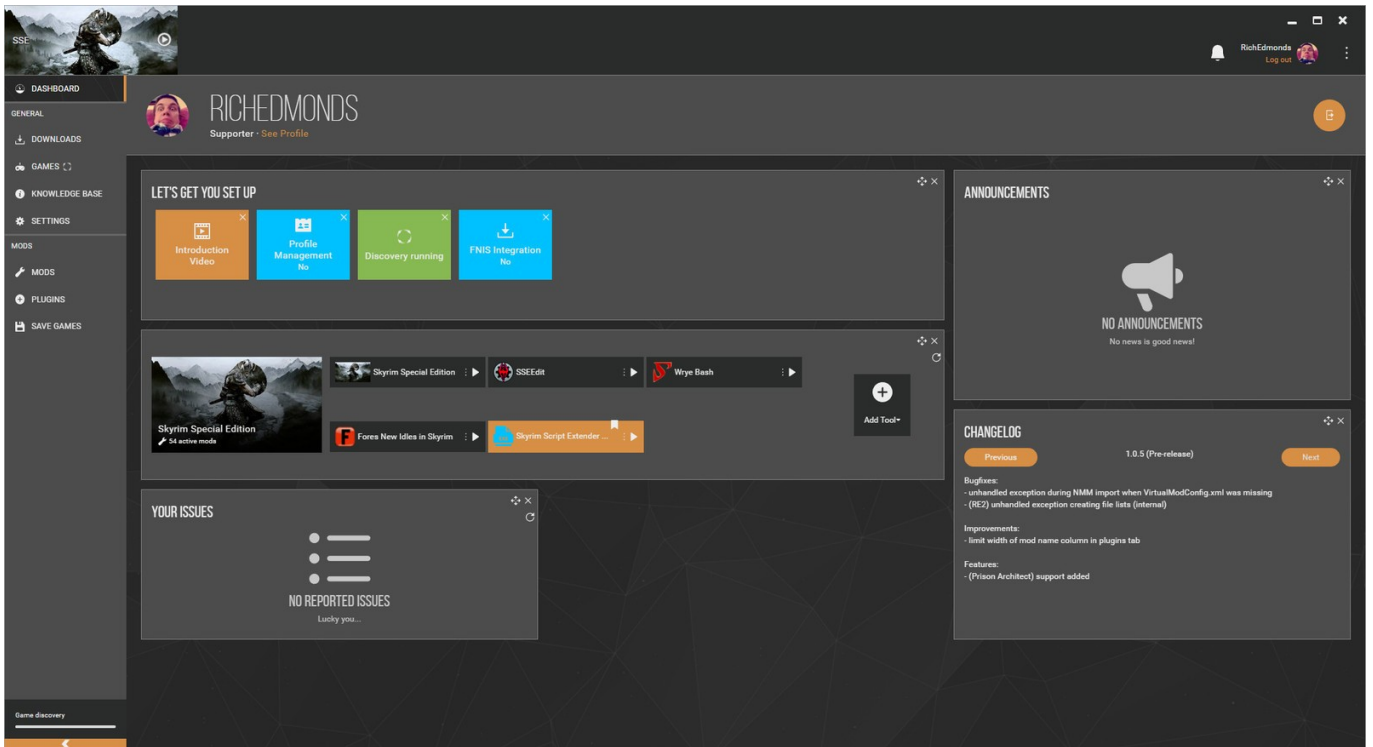 SSE
RichEdmonds
Log out
DASHBOARD
GENERAL
DOWNLOADS
GAMES
KNOWLEDGE BASE
SETTINGS
MODS
MODS
PLUGINS
SAVE GAMES
Game discovery
RICHEDMONDS
Supporter · See Profile
LET'S GET YOU SET UP
Introduction
Video
Profile
Management
No
Discovery running
FNIS Integration
No
Skyrim Special Edition
54 active mods
Skyrim Special Edition
SSEEdit
Wrye Bash
Fores New Idles in Skyrim
Skyrim Script Extender ...
Add Tool
YOUR ISSUES
NO REPORTED ISSUES
Lucky you...
ANNOUNCEMENTS
NO ANNOUNCEMENTS
No news is good news!
CHANGELOG
Previous
1.0.5 (Pre-release)
Next
Bugfixes:
- unhandled exception during NMM import when VirtualModConfig.xml was missing
- (RE2) unhandled exception creating file lists (internal)
Improvements:
- limit width of mod name column in plugins tab
Features:
- (Prison Architect) support added